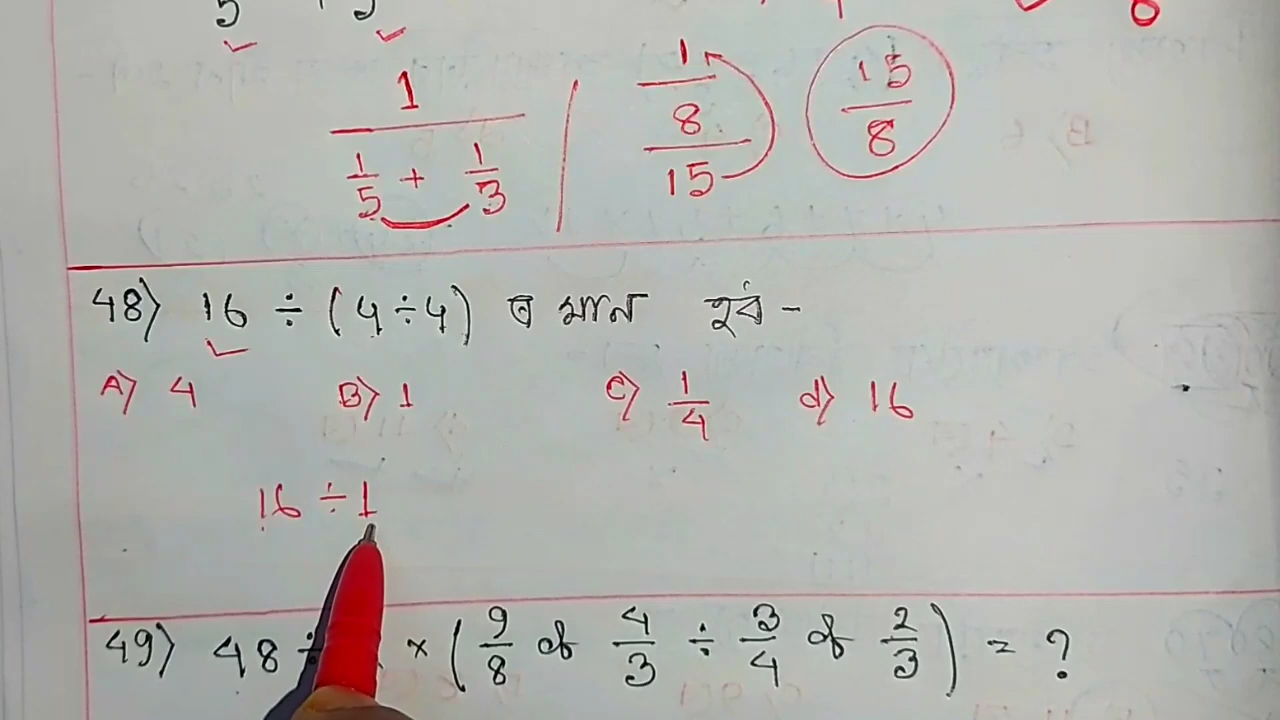 1 / (1/5 + 1/3) | 1 / (8/15) 15/8
48) 16 ÷ (4÷4) ব মান হবঁ -
A) 4 B) 1 C) 1/4 d) 16
16 ÷ 1
49) 48 ÷ × (9/8 of 4/3 ÷ 3/4 of 2/3) = ?